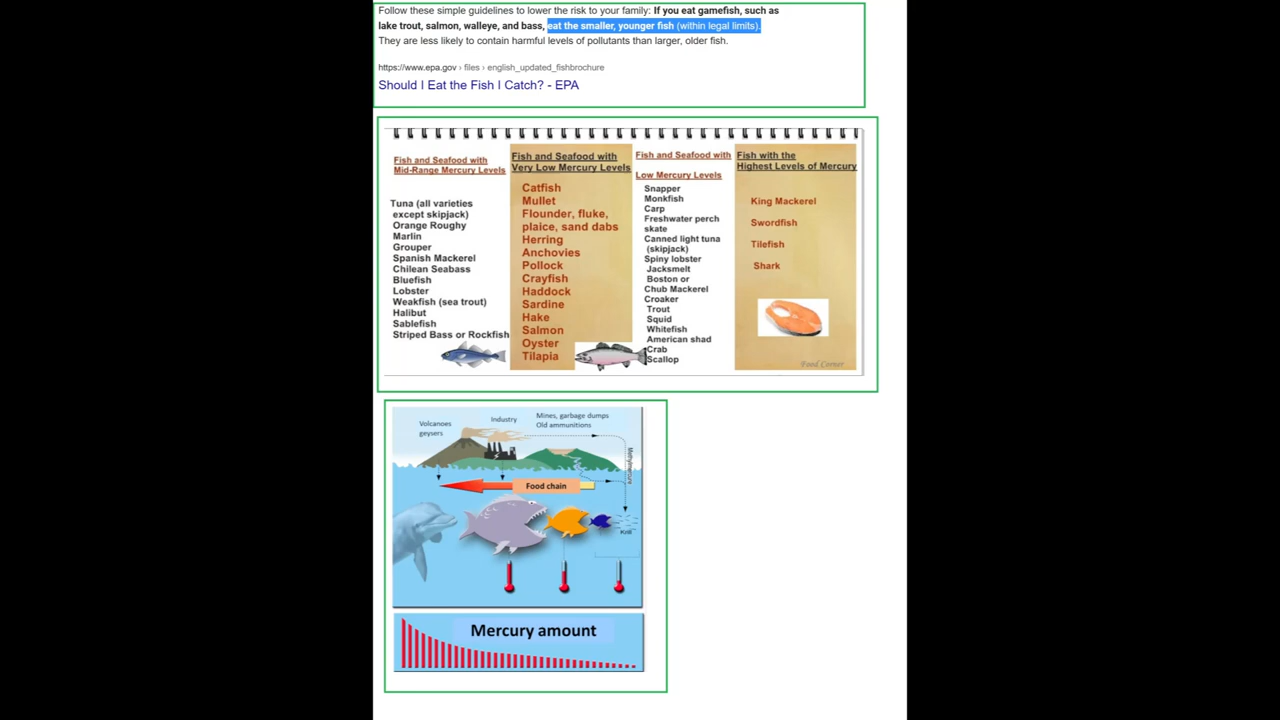 Follow these simple guidelines to lower the risk to your family: If you eat gamefish, such as
lake trout, salmon, walleye, and bass, eat the smaller, younger fish (within legal limits).
They are less likely to contain harmful levels of pollutants than larger, older fish.
https://www.epa.gov › files › english_updated_fishbrochure
Should I Eat the Fish I Catch? - EPA
Fish and Seafood with
Mid-Range Mercury Levels
Tuna (all varieties
except skipjack)
Orange Roughy
Marlin
Grouper
Spanish Mackerel
Chilean Seabass
Bluefish
Lobster
Weakfish (sea trout)
Halibut
Sablefish
Striped Bass or Rockfish
Fish and Seafood with
Very Low Mercury Levels
Catfish
Mullet
Flounder, fluke,
plaice, sand dabs
Herring
Anchovies
Pollock
Crayfish
Haddock
Sardine
Hake
Salmon
Oyster
Tilapia
Fish and Seafood with
Low Mercury Levels
Snapper
Monkfish
Carp
Freshwater perch
skate
Canned light tuna
(skipjack)
Spiny lobster
Jacksmelt
Boston or
Chub Mackerel
Croaker
Trout
Squid
Whitefish
American shad
Crab
Scallop
Fish with the
Highest Levels of Mercury
King Mackerel
Swordfish
Tilefish
Shark
Food Corner
Volcanoes
geysers
Industry
Mines, garbage dumps
Old ammunitions
Methylmercure
Food chain
Krill
Mercury amount